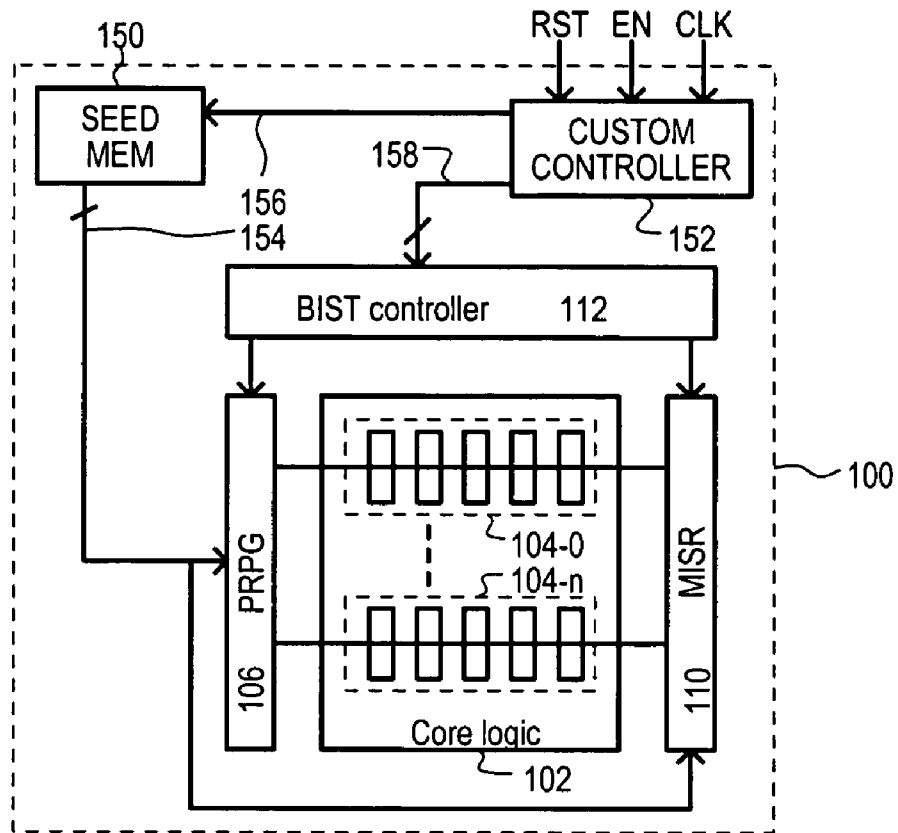 150
RST EN CLK
SEED
MEM
CUSTOM
CONTROLLER
158
156
154
152
BIST controller 112
100
104-0
104-n
PRPG
106
MISR
110
Core logic
102